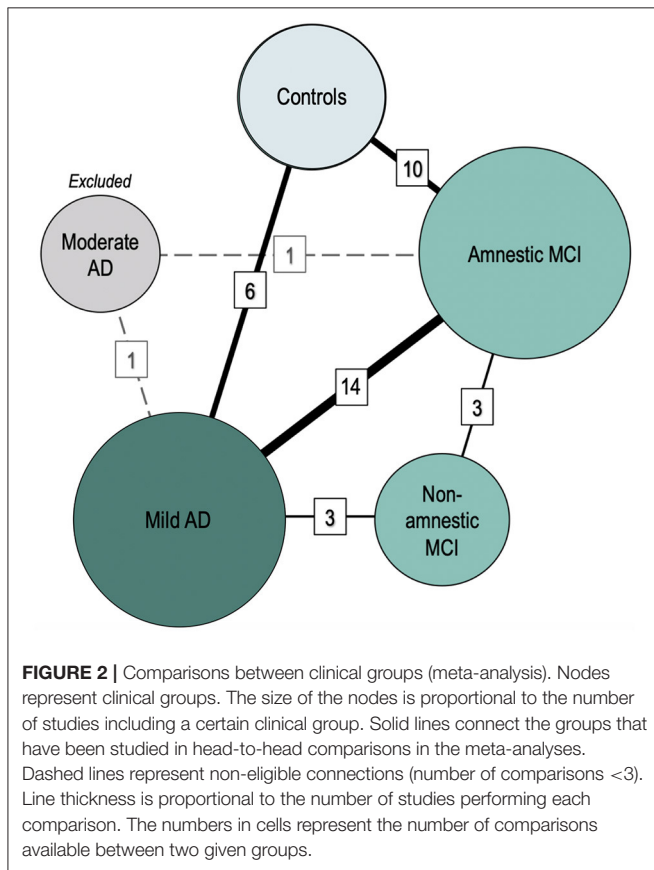 Controls
10
Excluded
Moderate
AD
1
Amnestic MCI
6
1
14
3
Mild AD
3
Non-
amnestic
MCI
FIGURE 2 | Comparisons between clinical groups (meta-analysis). Nodes
represent clinical groups. The size of the nodes is proportional to the number
of studies including a certain clinical group. Solid lines connect the groups that
have been studied in head-to-head comparisons in the meta-analyses.
Dashed lines represent non-eligible connections (number of comparisons <3).
Line thickness is proportional to the number of studies performing each
comparison. The numbers in cells represent the number of comparisons
available between two given groups.